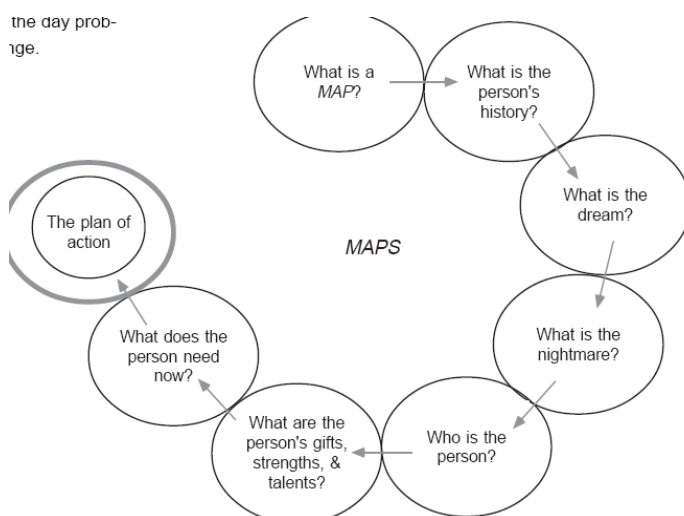 the day prob-
nge.
What is a
MAP?
What is the
person's
history?
What is the
dream?
What is the
nightmare?
Who is the
person?
What are the
person's gifts,
strengths, &
talents?
What does the
person need
now?
The plan of
action
MAPS